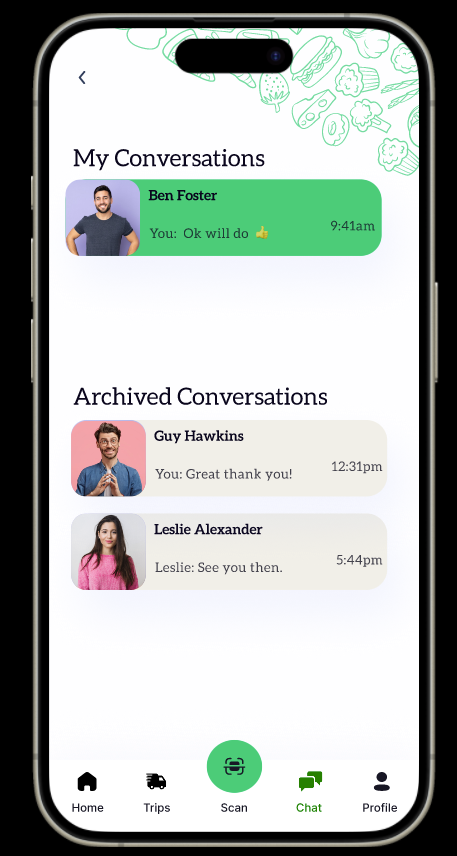 My Conversations
Ben Foster
You:  Ok will do 👍
9:41am
Archived Conversations
Guy Hawkins
You: Great thank you!
12:31pm
Leslie Alexander
Leslie: See you then.
5:44pm
Home
Trips
Scan
Chat
Profile